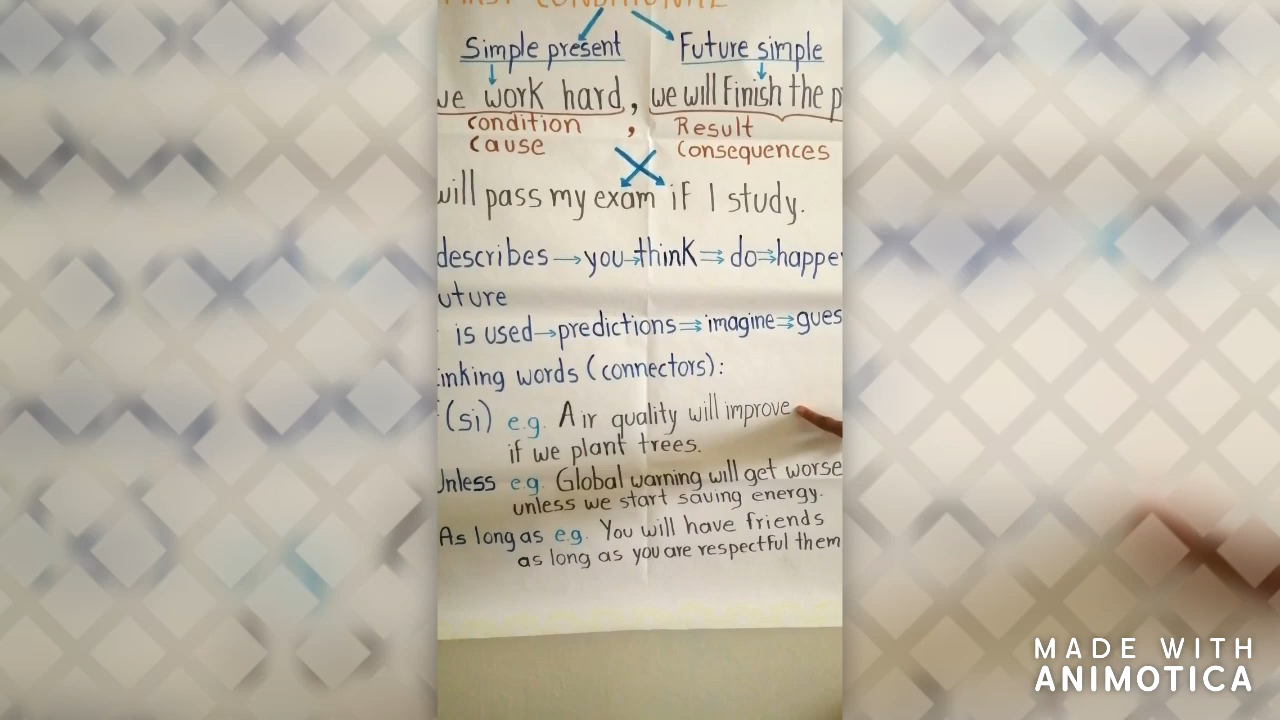 FIRST CONDITIONAL
Simple present Future simple
we work hard, we will Finish the p
condition , Result
cause consequences
will pass my exam if I study.
describes → you → think ⇒ do ⇒ happe
uture
is used → predictions ⇒ imagine ⇒ gues
inking words (connectors):
(si) e.g. Air quality will improve
if we plant trees.
Unless e.g. Global warning will get worse
unless we start saving energy.
As long as e.g. You will have friends
as long as you are respectful them
MADE WITH
ANIMOTICA